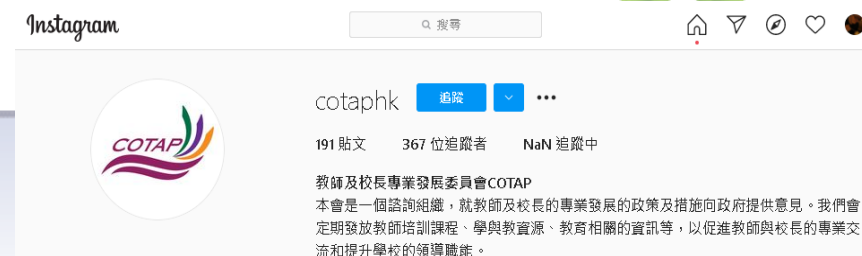 Instagram
搜尋
cotaphk 追蹤
191 貼文 367 位追蹤者 NaN 追蹤中
COTAP
教師及校長專業發展委員會COTAP
本會是一個諮詢組織，就教師及校長的專業發展的政策及措施向政府提供意見。我們會
定期發放教師培訓課程、學與教資源、教育相關的資訊等，以促進教師與校長的專業交
流和提升學校的領導職能。